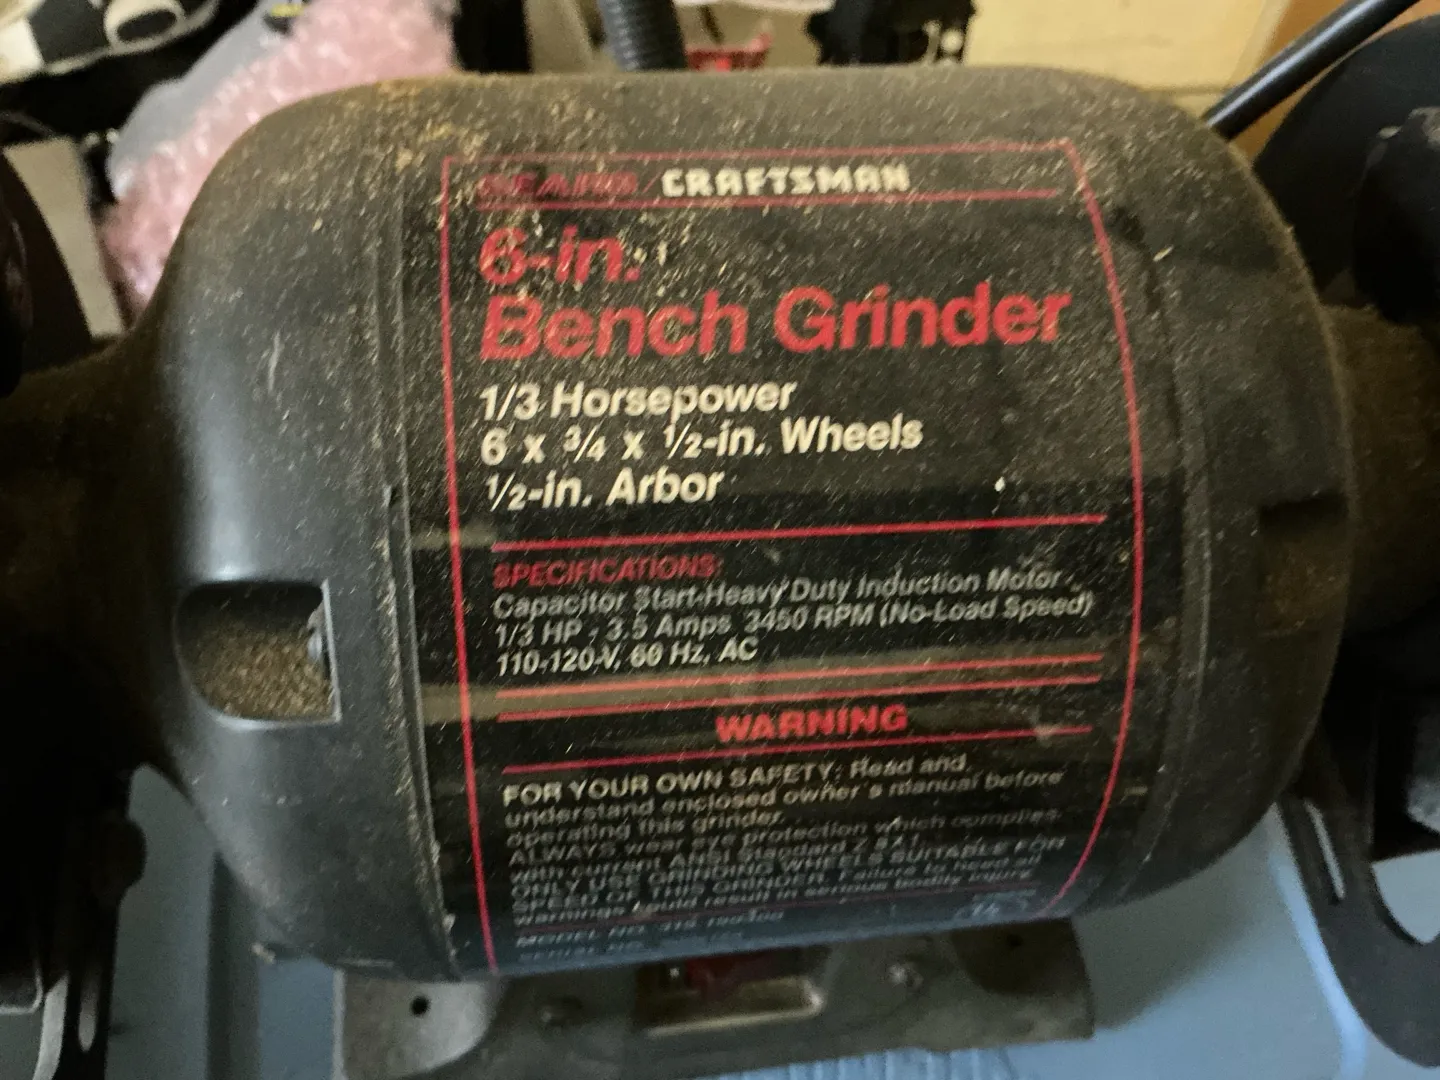 SEARS / CRAFTSMAN
6-in.
Bench Grinder
1/3 Horsepower
6 x 3/4 x 1/2-in. Wheels
1/2-in. Arbor
SPECIFICATIONS:
Capacitor Start-Heavy Duty Induction Motor
1/3 HP - 3.5 Amps, 3450 RPM (No-Load Speed)
110-120-V, 60 Hz, AC
WARNING
FOR YOUR OWN SAFETY: Read and
understand enclosed owner's manual before
operating this grinder.
ALWAYS wear eye protection which complies
with current ANSI Standard Z 87.1
ONLY USE GRINDING WHEELS SUITABLE FOR
SPEED OF THIS GRINDER. Failure to heed all
warnings could result in serious bodily injury.
MODEL NO.
SERIAL NO.